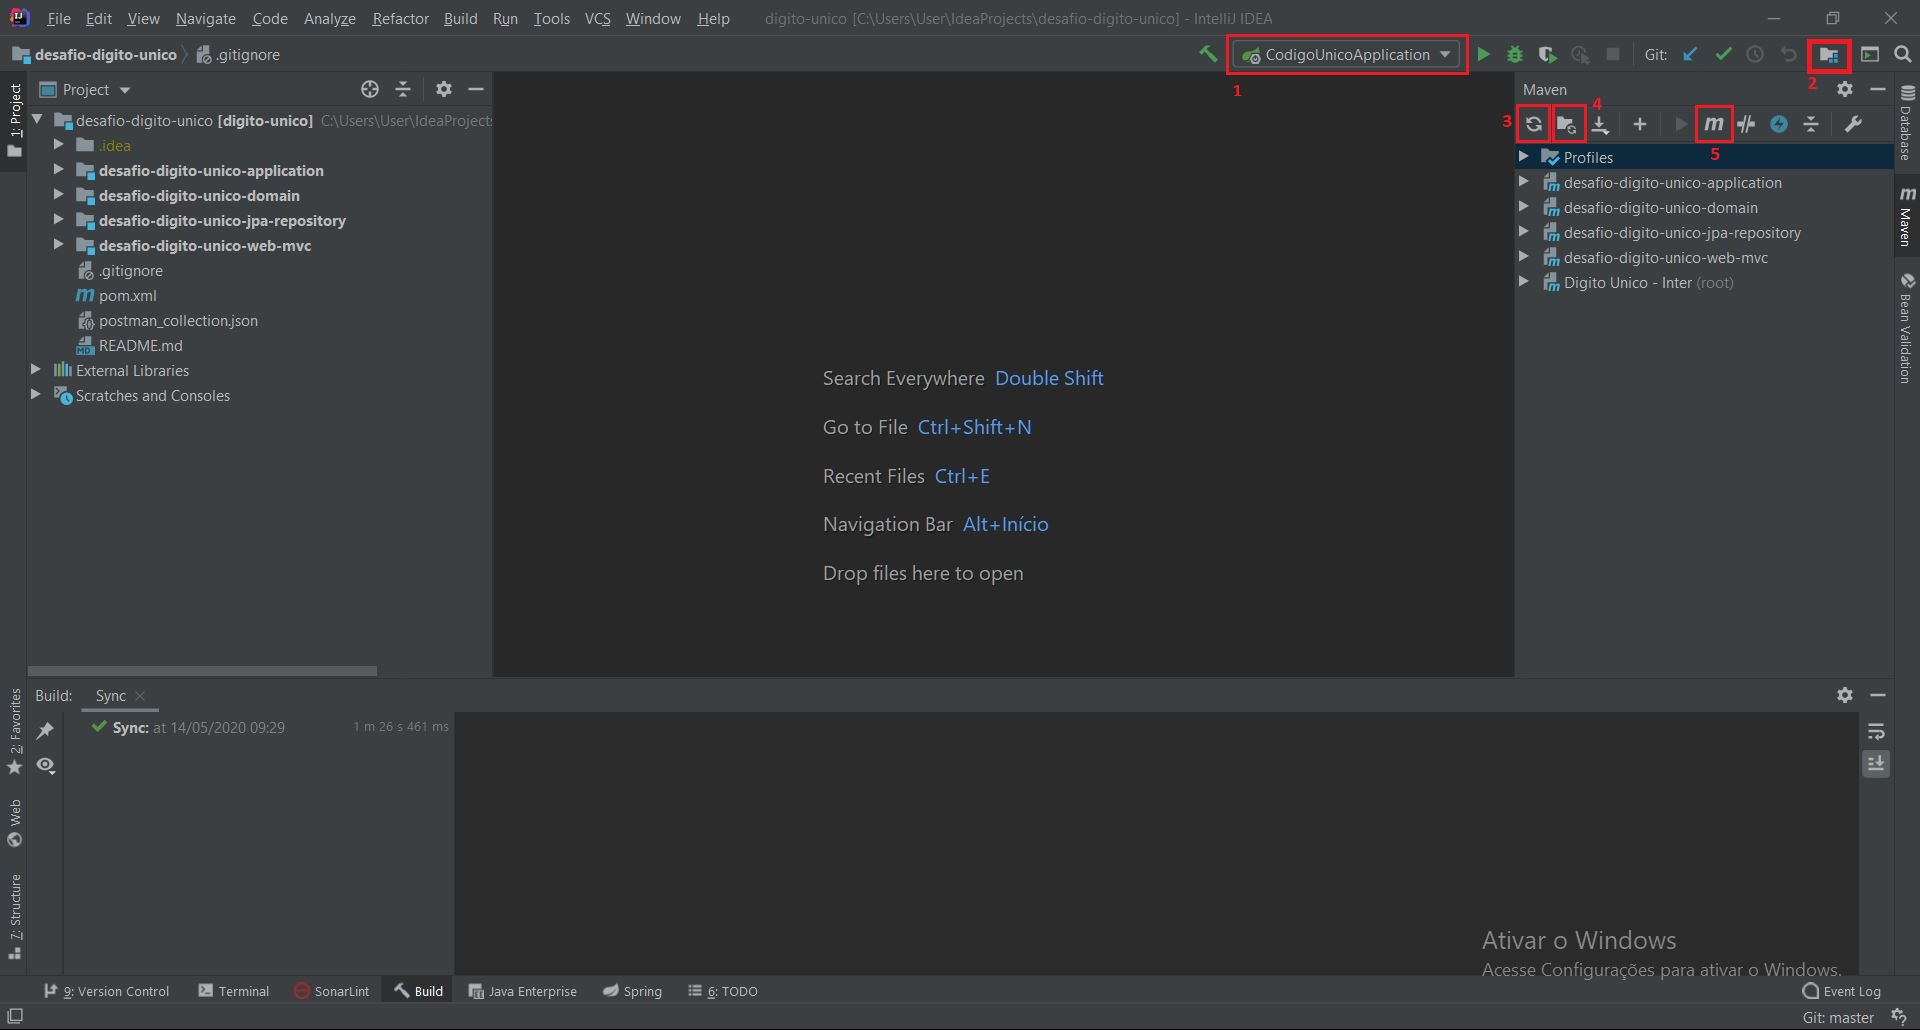 File Edit View Navigate Code Analyze Refactor Build Run Tools VCS Window Help digito-unico [C:\Users\User\IdeaProjects\desafio-digito-unico] - IntelliJ IDEA
desafio-digito-unico .gitignore CodigoUnicoApplication Git:
1
2
1: Project
Project
desafio-digito-unico [digito-unico] C:\Users\User\IdeaProjects
.idea
desafio-digito-unico-application
desafio-digito-unico-domain
desafio-digito-unico-jpa-repository
desafio-digito-unico-web-mvc
.gitignore
pom.xml
postman_collection.json
README.md
External Libraries
Scratches and Consoles
Search Everywhere Double Shift
Go to File Ctrl+Shift+N
Recent Files Ctrl+E
Navigation Bar Alt+Início
Drop files here to open
Maven
4
3
5
Profiles
desafio-digito-unico-application
desafio-digito-unico-domain
desafio-digito-unico-jpa-repository
desafio-digito-unico-web-mvc
Digito Unico - Inter (root)
Database
Maven
Bean Validation
2: Favorites
Web
7: Structure
Build: Sync
Sync: at 14/05/2020 09:29 1 m 26 s 461 ms
Ativar o Windows
Acesse Configurações para ativar o Windows.
9: Version Control Terminal SonarLint Build Java Enterprise Spring 6: TODO Event Log
Git: master